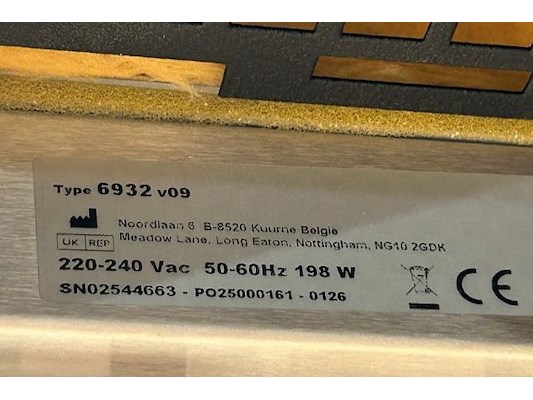 Type 6932 v09
Noordlaan 6 B-8520 Kuurne Belgie
UK REP Meadow Lane, Long Eaton, Nottingham, NG10 2GDK
220-240 Vac 50-60Hz 198 W
SN02544663 - PO25000161 - 0126
CE